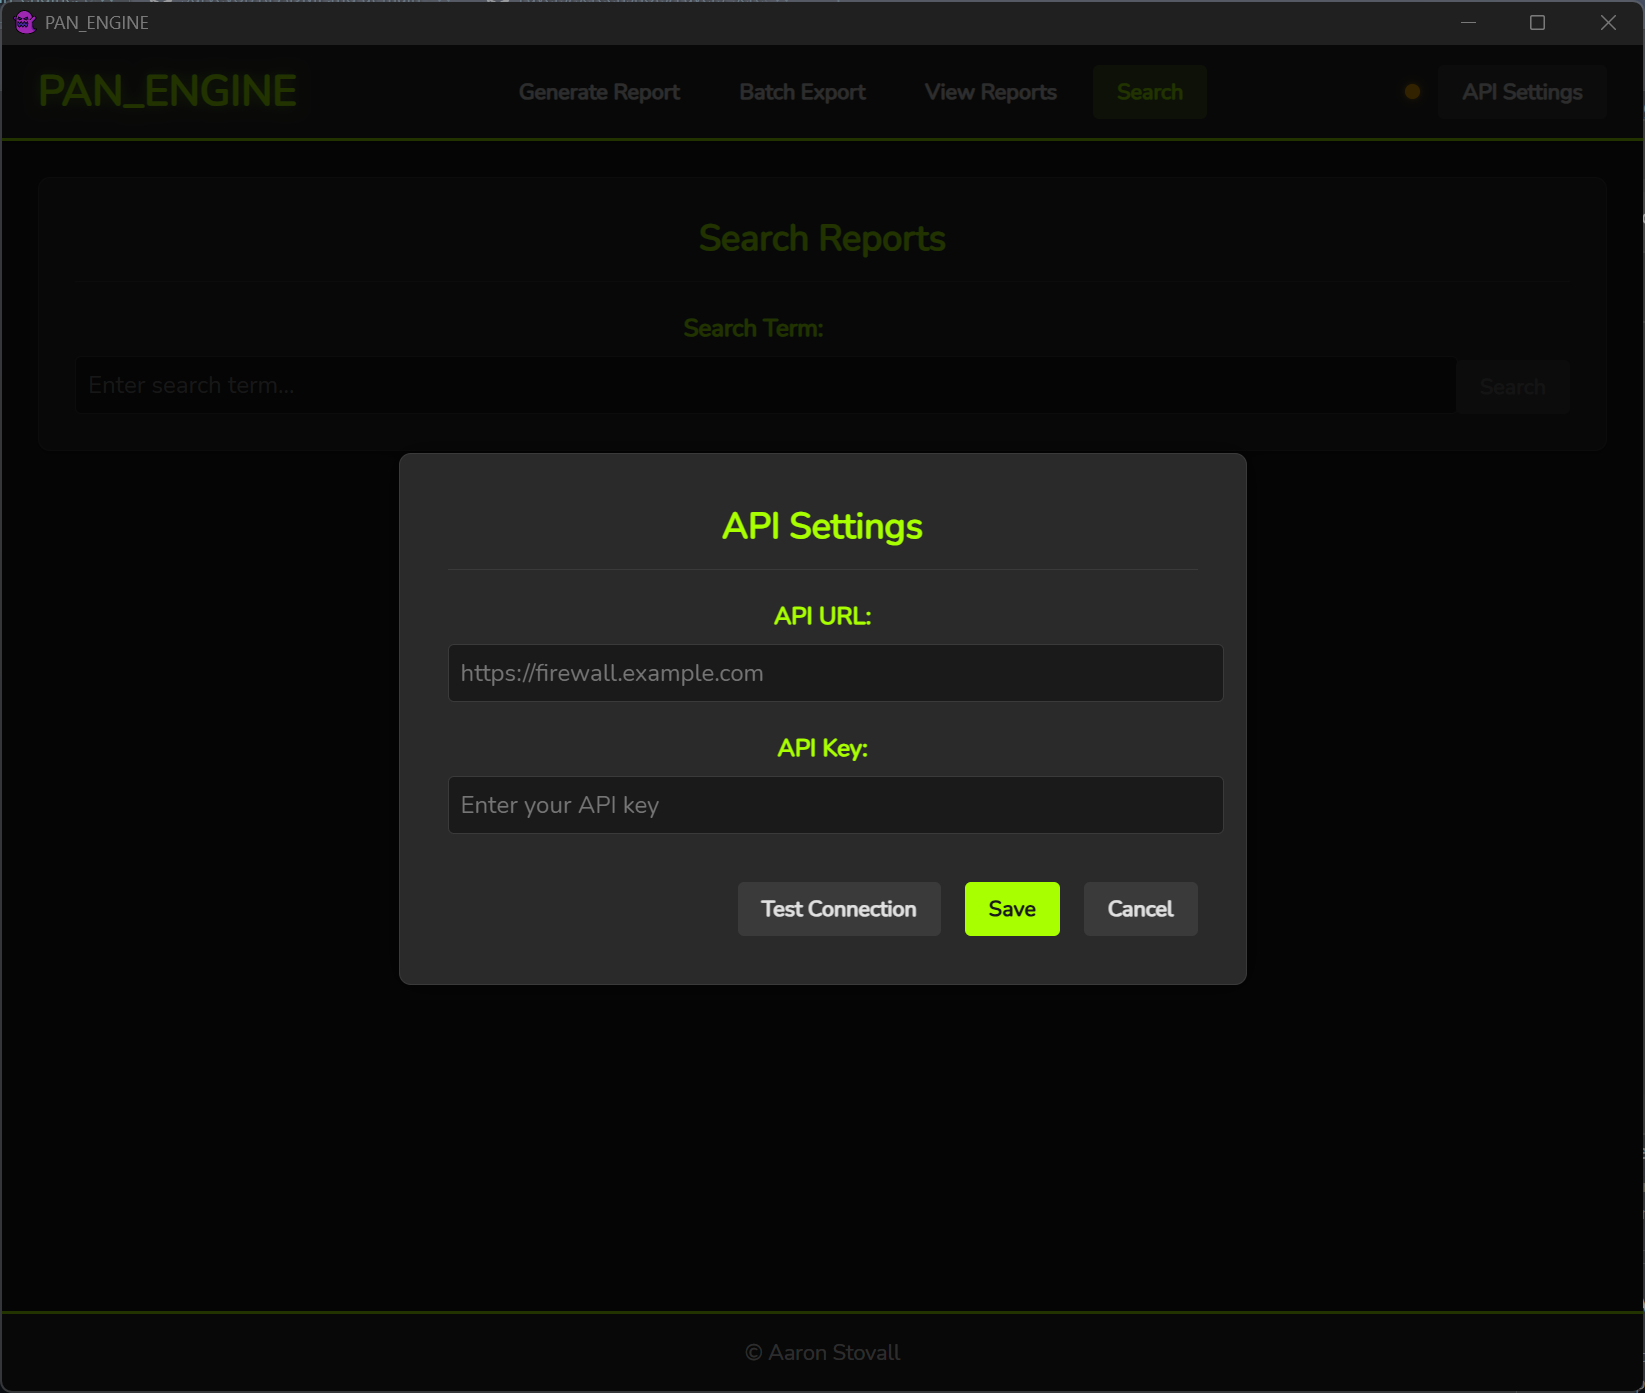 PAN_ENGINE
PAN_ENGINE
Generate Report
Batch Export
View Reports
Search
API Settings
Search Reports
Search Term:
Enter search term...
Search
API Settings
API URL:
https://firewall.example.com
API Key:
Enter your API key
Test Connection
Save
Cancel
© Aaron Stovall